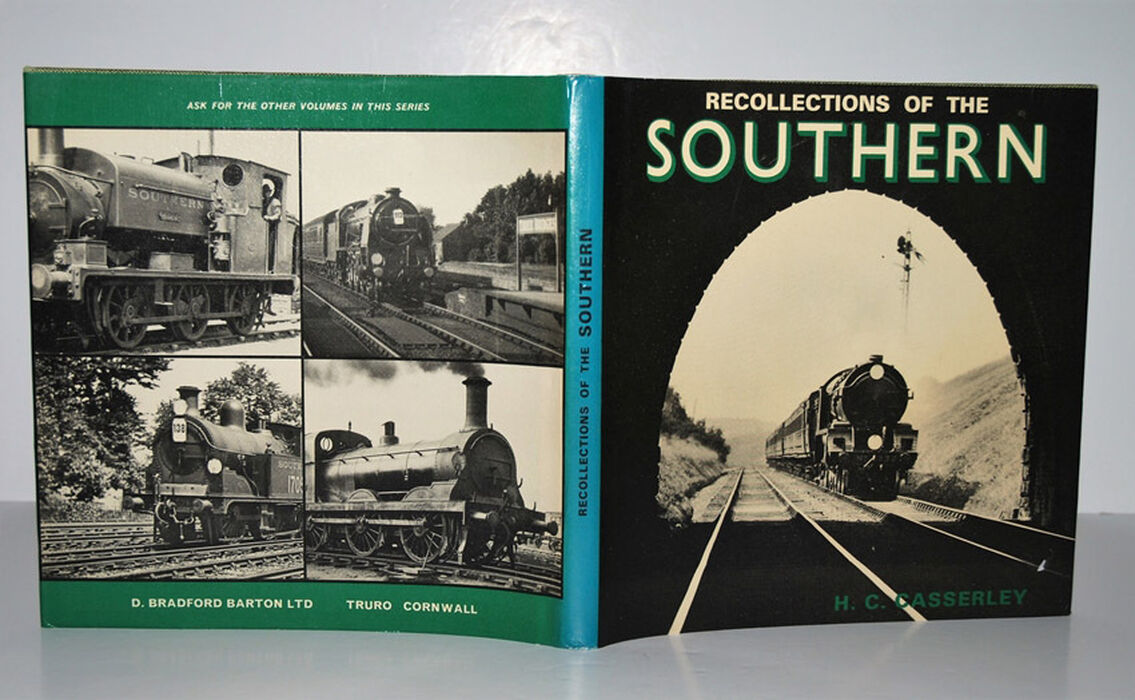 ASK FOR THE OTHER VOLUMES IN THIS SERIES
SOUTHERN
138
D. BRADFORD BARTON LTD TRURO CORNWALL
RECOLLECTIONS OF THE SOUTHERN
RECOLLECTIONS OF THE
SOUTHERN
H. C. CASSERLEY